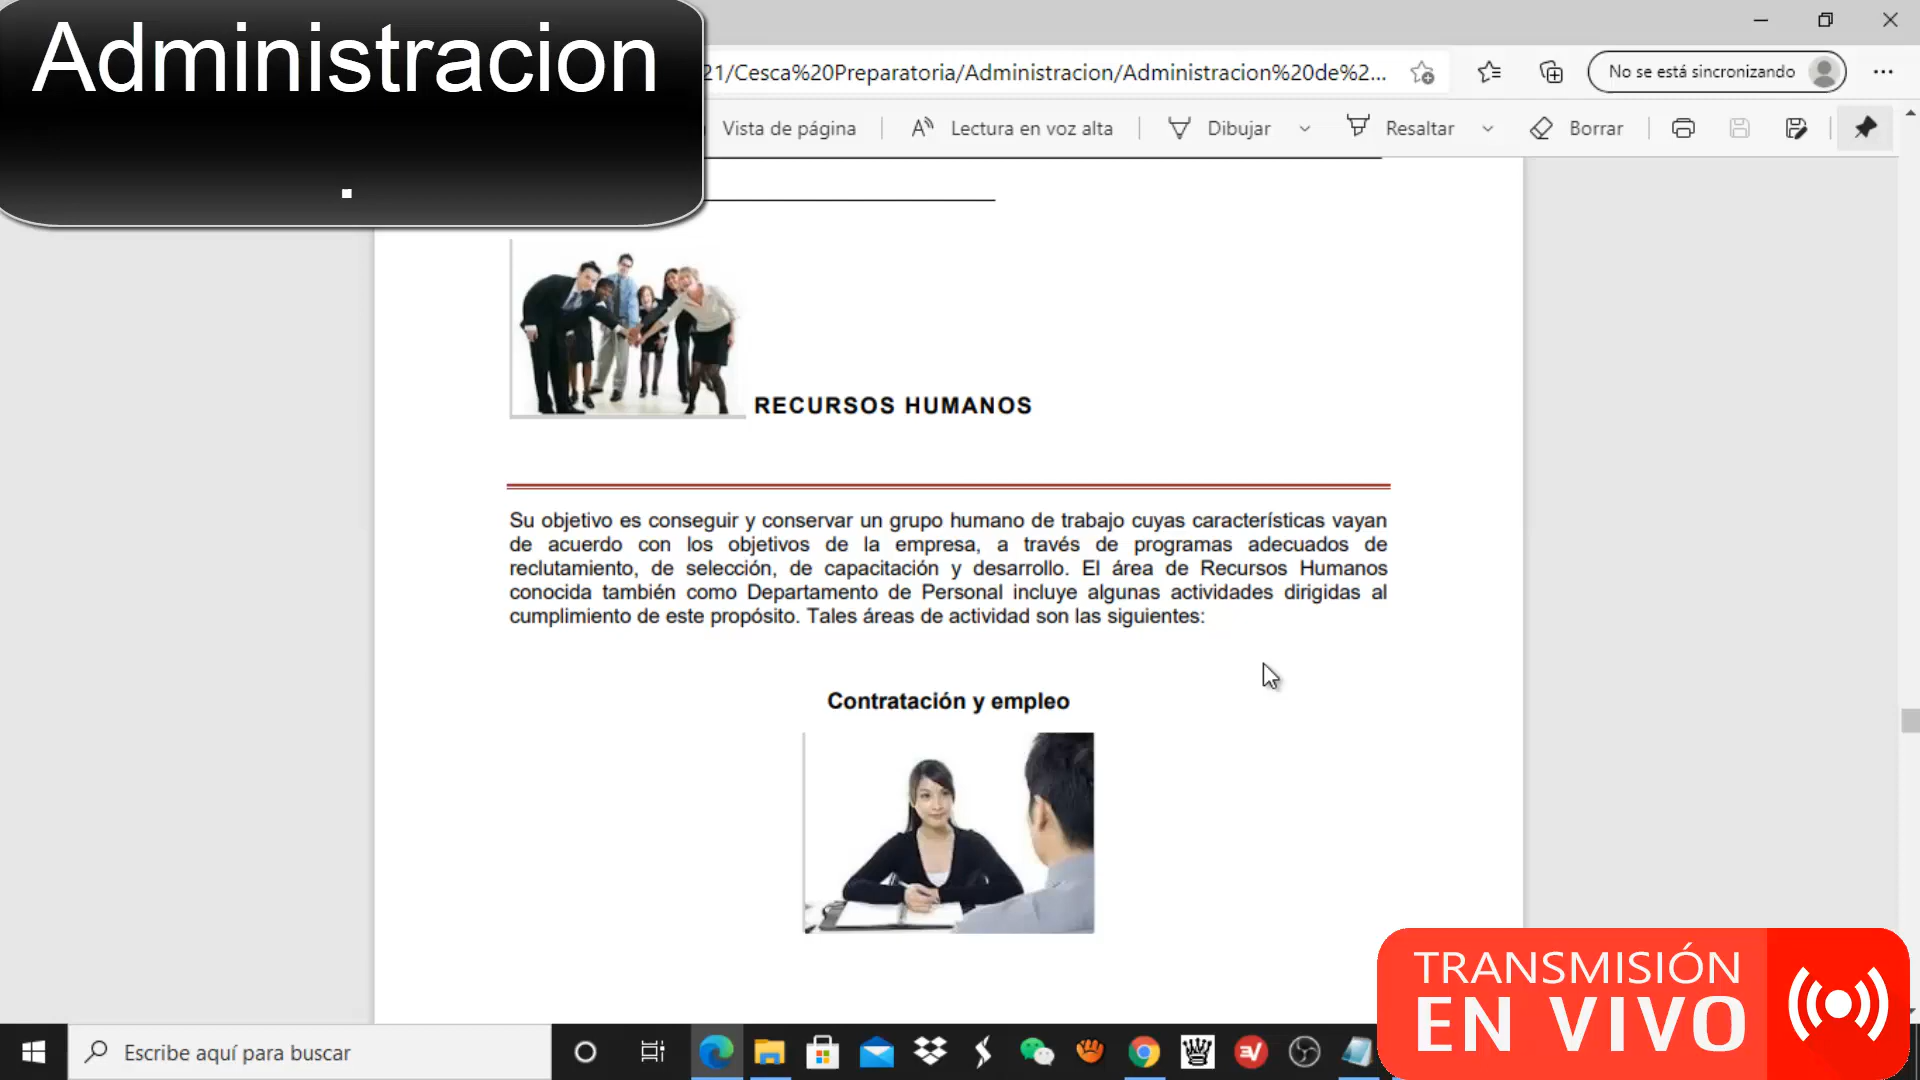 Administracion
.
21/Cesca%20Preparatoria/Administracion/Administracion%20de%2...
No se está sincronizando
Vista de página
Lectura en voz alta
Dibujar
Resaltar
Borrar
RECURSOS HUMANOS
Su objetivo es conseguir y conservar un grupo humano de trabajo cuyas características vayan
de acuerdo con los objetivos de la empresa, a través de programas adecuados de
reclutamiento, de selección, de capacitación y desarrollo. El área de Recursos Humanos
conocida también como Departamento de Personal incluye algunas actividades dirigidas al
cumplimiento de este propósito. Tales áreas de actividad son las siguientes:
Contratación y empleo
TRANSMISIÓN
EN VIVO
Escribe aquí para buscar